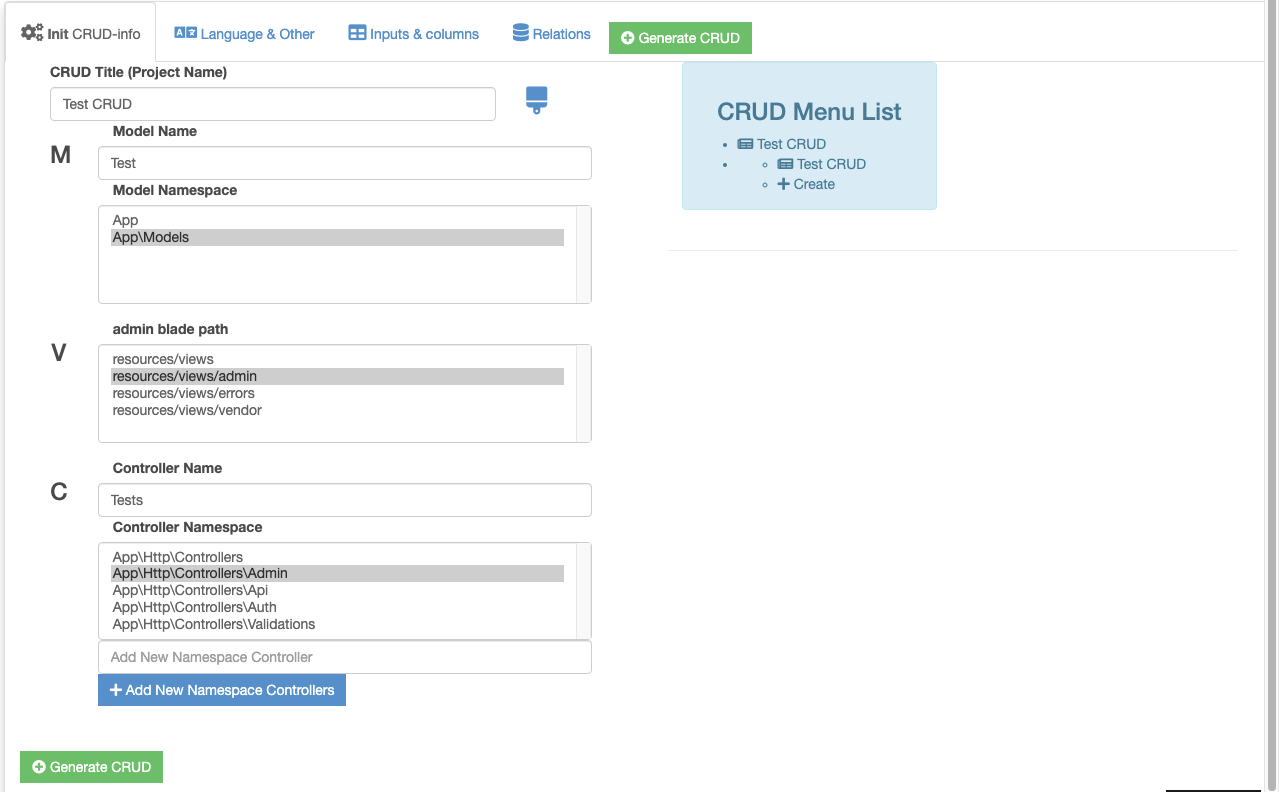 Init CRUD-info
Language & Other
Inputs & columns
Relations
Generate CRUD
CRUD Title (Project Name)
Test CRUD
M
Model Name
Test
Model Namespace
App
App\Models
V
admin blade path
resources/views
resources/views/admin
resources/views/errors
resources/views/vendor
C
Controller Name
Tests
Controller Namespace
App\Http\Controllers
App\Http\Controllers\Admin
App\Http\Controllers\Api
App\Http\Controllers\Auth
App\Http\Controllers\Validations
Add New Namespace Controller
Add New Namespace Controllers
Generate CRUD
CRUD Menu List
Test CRUD
Test CRUD
Create